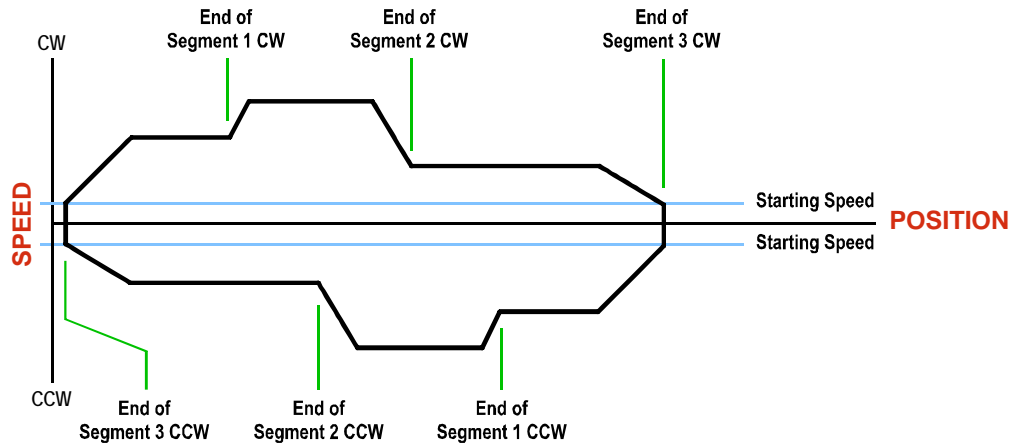 End of
Segment 1 CW
End of
Segment 2 CW
End of
Segment 3 CW
CW
SPEED
Starting Speed
POSITION
Starting Speed
CCW
End of
Segment 3 CCW
End of
Segment 2 CCW
End of
Segment 1 CCW